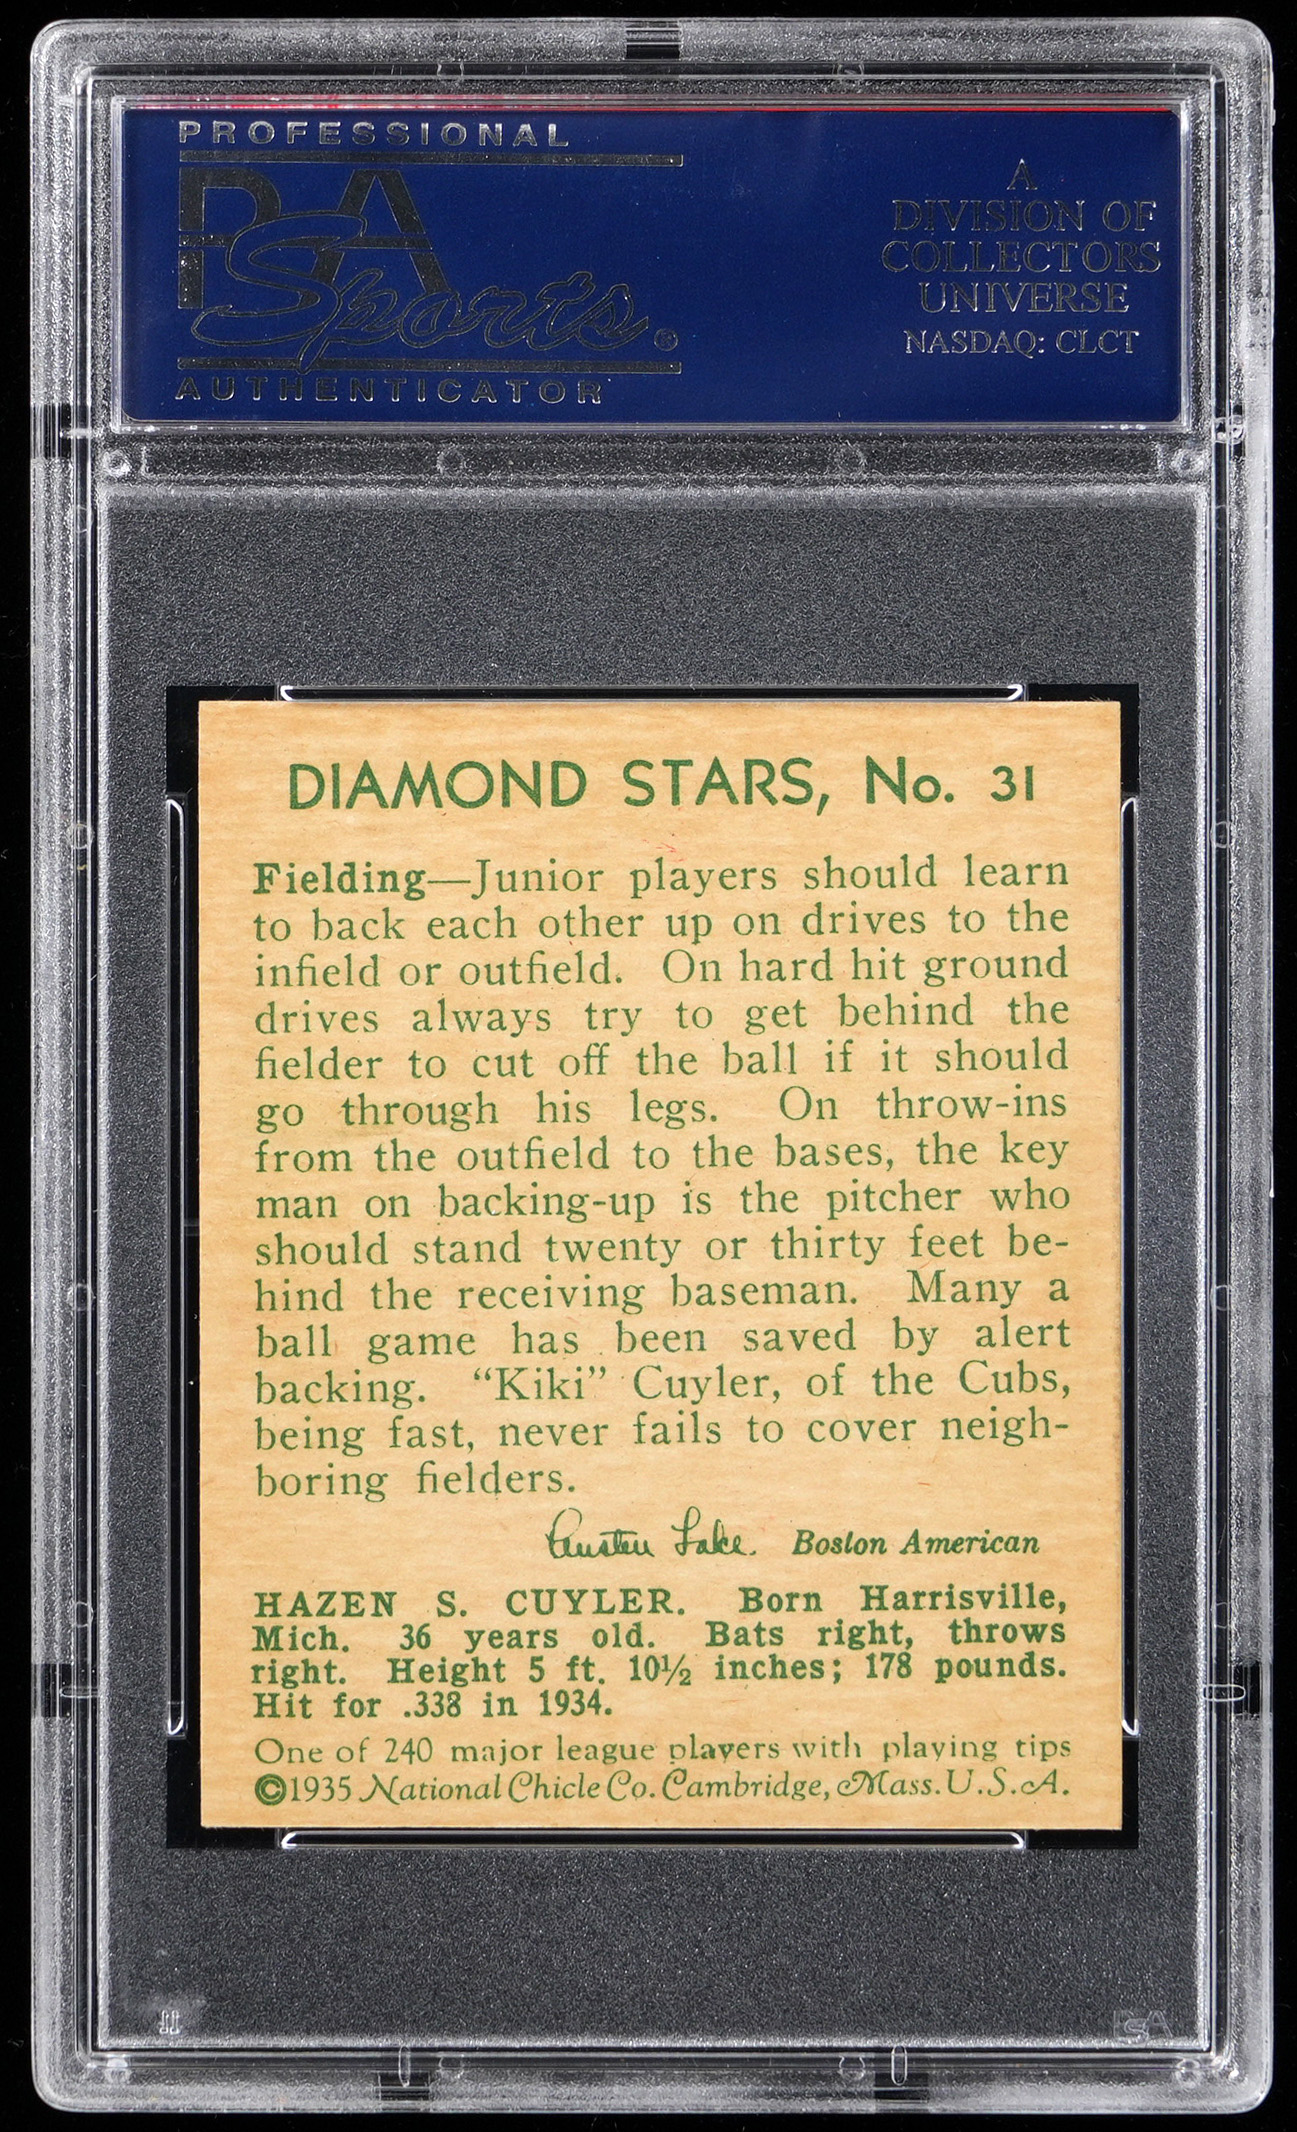 PROFESSIONAL
PSA
Sports®
AUTHENTICATOR
A
DIVISION OF
COLLECTORS
UNIVERSE
NASDAQ: CLCT
DIAMOND STARS, No. 31
Fielding—Junior players should learn
to back each other up on drives to the
infield or outfield. On hard hit ground
drives always try to get behind the
fielder to cut off the ball if it should
go through his legs. On throw-ins
from the outfield to the bases, the key
man on backing-up is the pitcher who
should stand twenty or thirty feet be-
hind the receiving baseman. Many a
ball game has been saved by alert
backing. “Kiki” Cuyler, of the Cubs,
being fast, never fails to cover neigh-
boring fielders.
Austen Lake. Boston American
HAZEN S. CUYLER. Born Harrisville,
Mich. 36 years old. Bats right, throws
right. Height 5 ft. 10½ inches; 178 pounds.
Hit for .338 in 1934.
One of 240 major league players with playing tips
©1935 National Chicle Co. Cambridge, Mass. U.S.A.
PSA